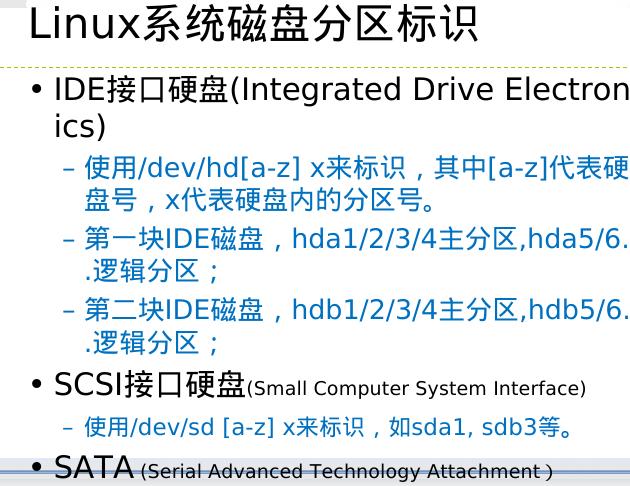 Linux系统磁盘分区标识
• IDE接口硬盘(Integrated Drive Electron
ics)
– 使用/dev/hd[a-z] x来标识，其中[a-z]代表硬
盘号，x代表硬盘内的分区号。
– 第一块IDE磁盘，hda1/2/3/4主分区,hda5/6.
.逻辑分区；
– 第二块IDE磁盘，hdb1/2/3/4主分区,hdb5/6.
.逻辑分区；
• SCSI接口硬盘(Small Computer System Interface)
– 使用/dev/sd [a-z] x来标识，如sda1, sdb3等。
• SATA (Serial Advanced Technology Attachment）